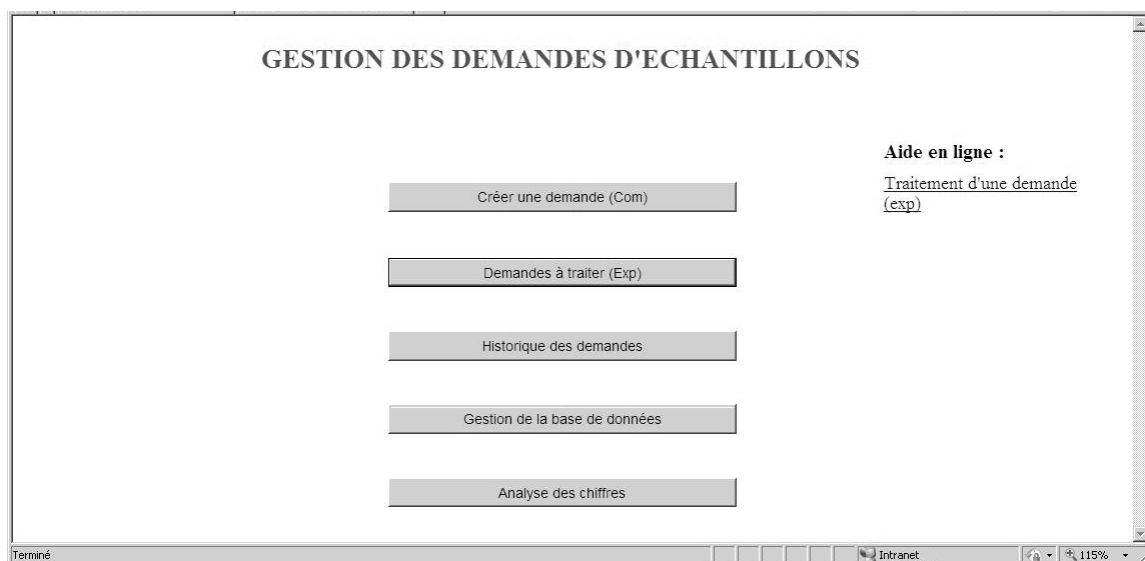 GESTION DES DEMANDES D'ECHANTILLONS
Aide en ligne :
Traitement d'une demande
(exp)
Créer une demande (Com)
Demandes à traiter (Exp)
Historique des demandes
Gestion de la base de données
Analyse des chiffres
Terminé
Intranet
115%